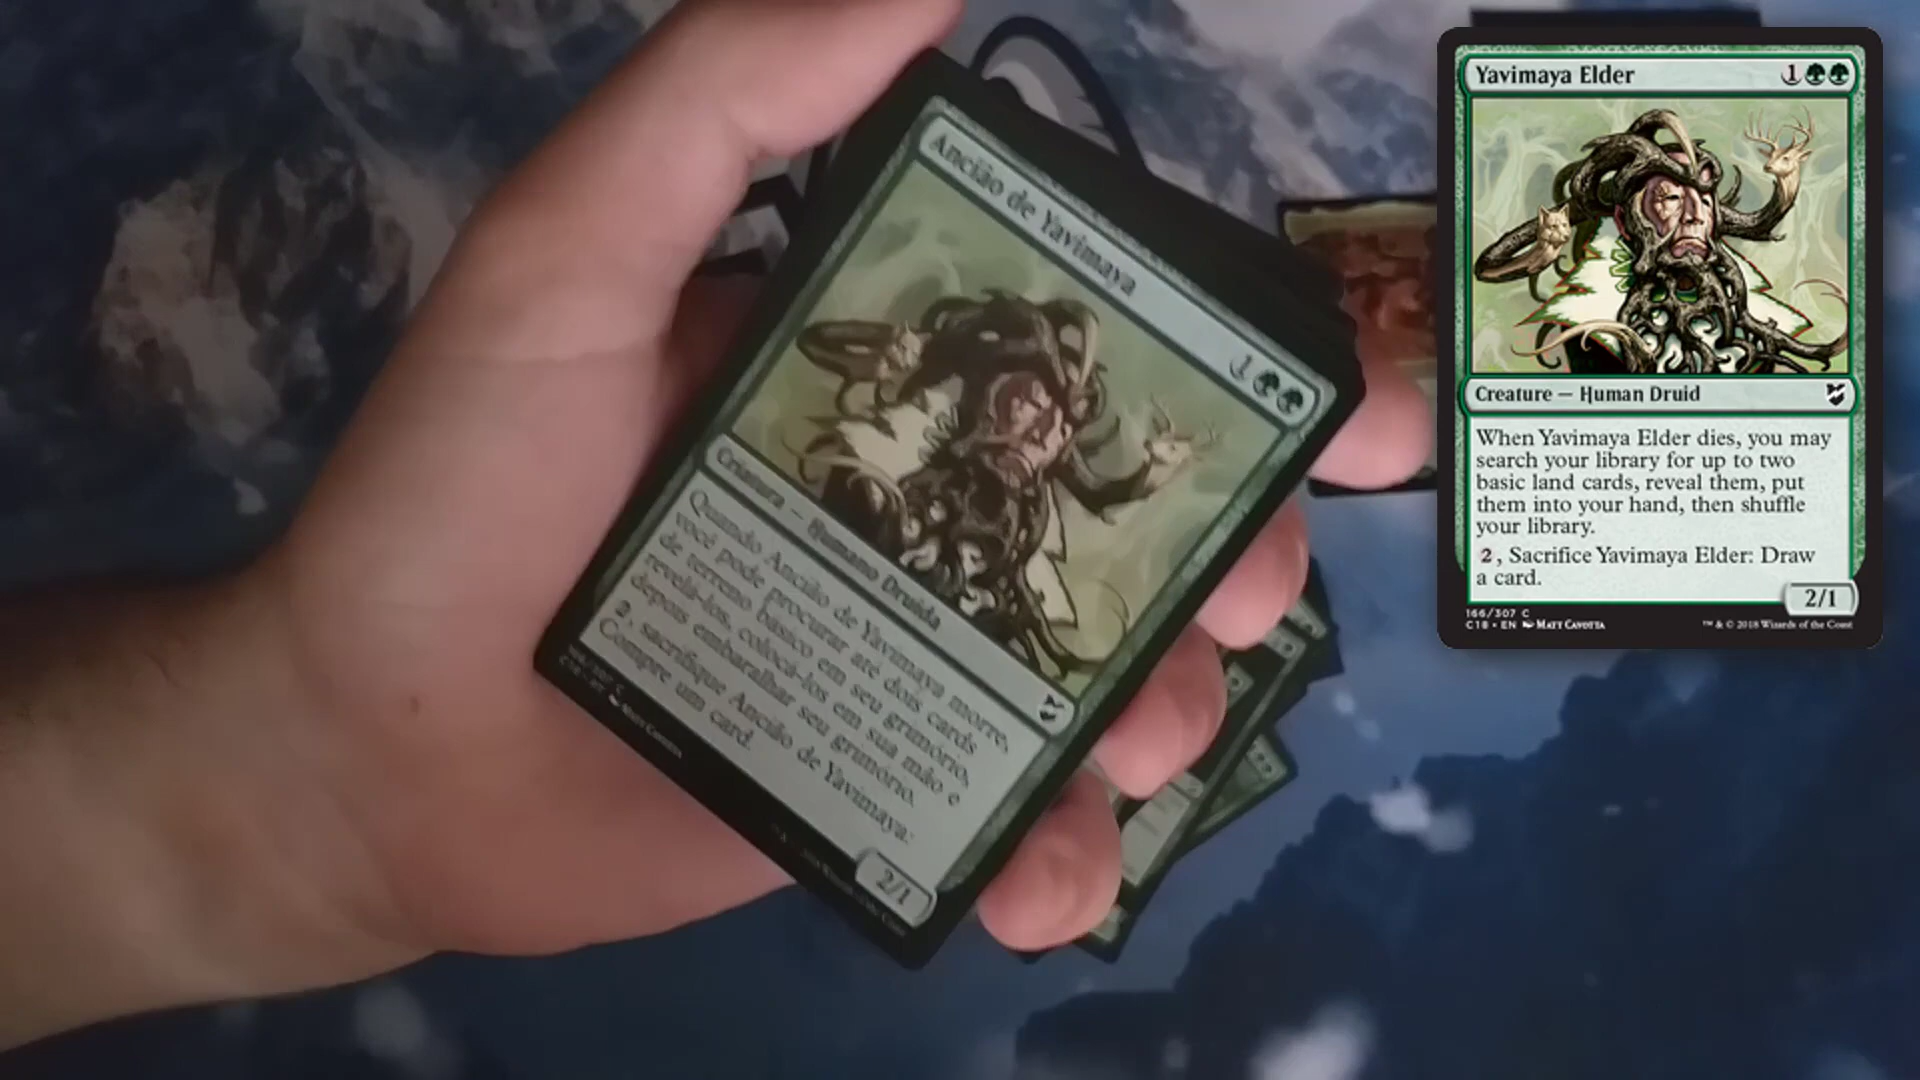 Ancião de Yavimaya
1
Criatura — Humano Druida
Quando Ancião de Yavimaya morre,
você pode procurar até dois cards
de terreno básico em seu grimório,
revelá-los, colocá-los em sua mão e
depois embaralhar seu grimório.
2, sacrifique Ancião de Yavimaya:
Compre um card.
2/1
Matt Cavotta
Yavimaya Elder 1
Creature — Human Druid
When Yavimaya Elder dies, you may
search your library for up to two
basic land cards, reveal them, put
them into your hand, then shuffle
your library.
2, Sacrifice Yavimaya Elder: Draw
a card.
2/1
166/307 C
C18 • EN Matt Cavotta ™ & © 2018 Wizards of the Coast